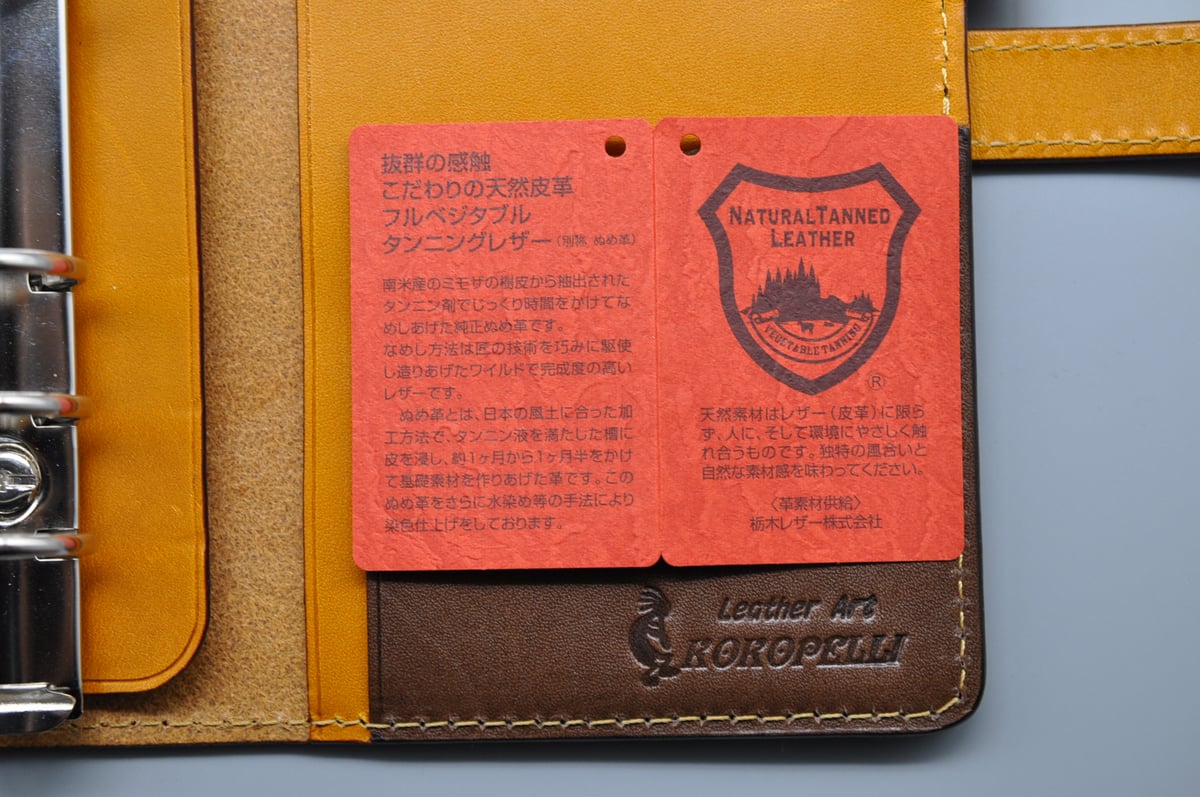 抜群の感触
こだわりの天然皮革
フルベジタブル
タンニングレザー（別称 ぬめ革）
南米産のミモザの樹皮から抽出された
タンニン剤でじっくり時間をかけてな
めしあげた純正ぬめ革です。
なめし方法は匠の技術を巧みに駆使
し造りあげたワイルドで完成度の高い
レザーです。
ぬめ革とは、日本の風土に合った加
工方法で、タンニン液を満たした槽に
皮を浸し、約1ヶ月から1ヶ月半をかけ
て基礎素材を作りあげた革です。この
ぬめ革をさらに水染め等の手法により
染色仕上げをしております。
NATURAL TANNED
LEATHER
VEGETABLE TANNING
®
天然素材はレザー（皮革）に限ら
ず、人に、そして環境にやさしく触
れ合うものです。独特の風合いと
自然な素材感を味わってください。
〈革素材供給〉
栃木レザー株式会社
Leather Art
KOKOPELLI